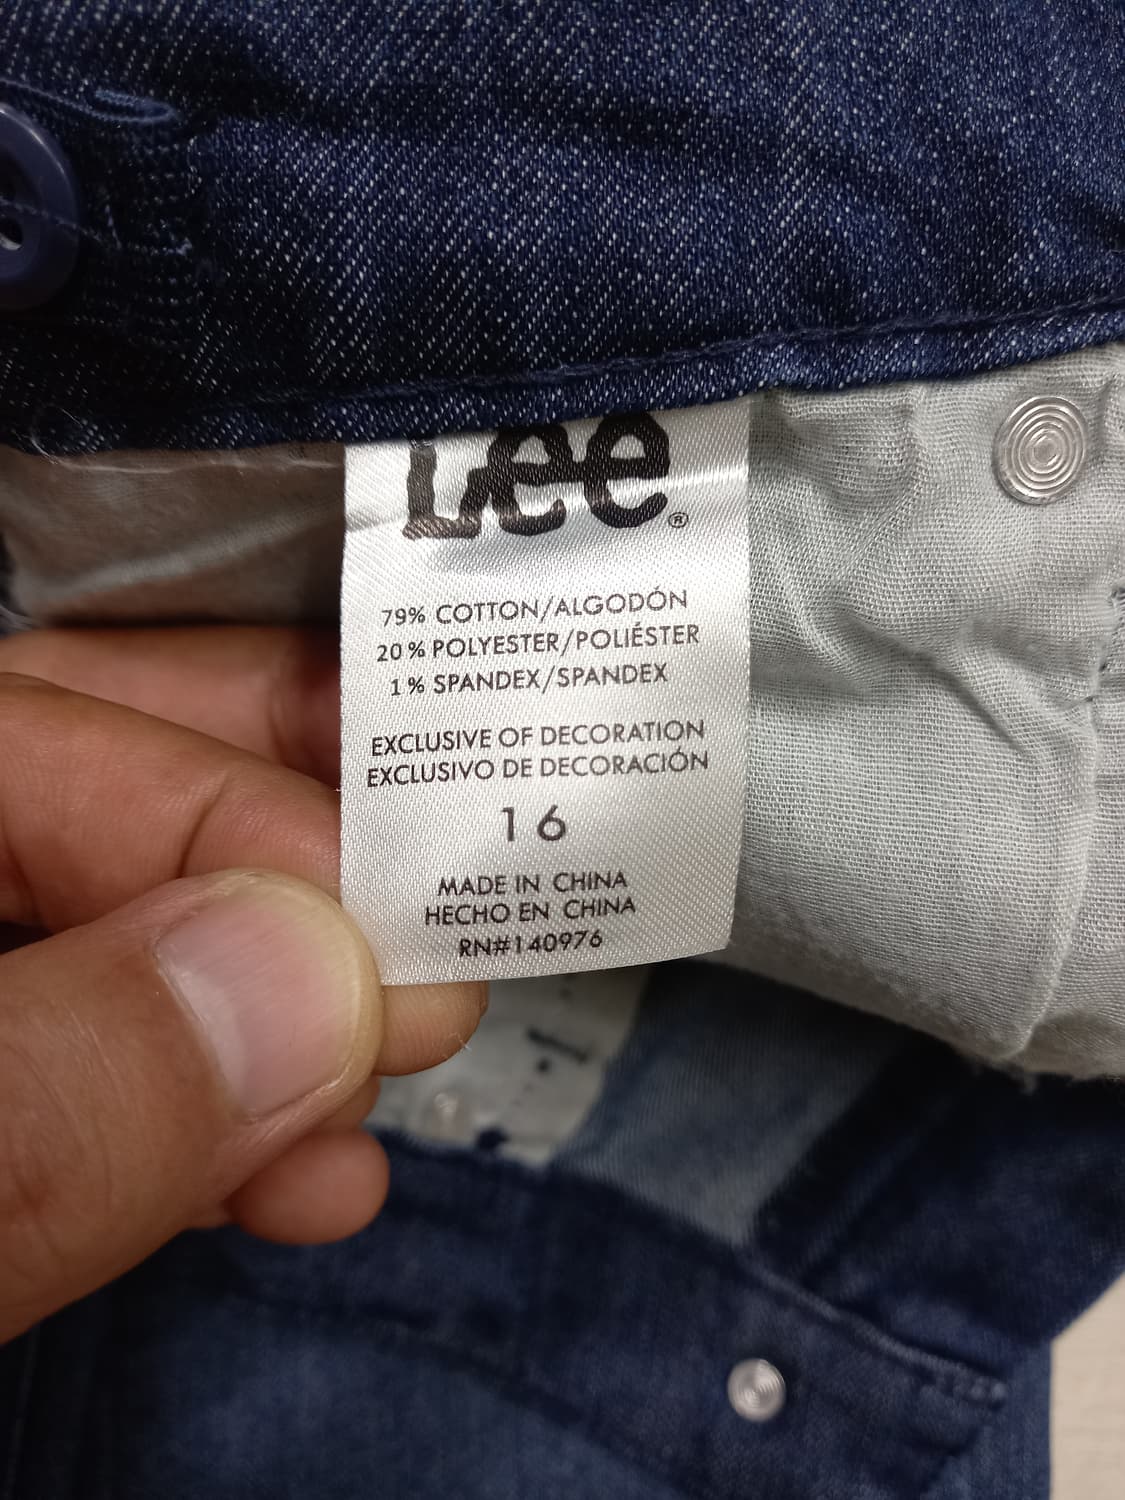 Lee®
79% COTTON/ALGODÓN
20% POLYESTER/POLIÉSTER
1% SPANDEX/SPANDEX
EXCLUSIVE OF DECORATION
EXCLUSIVO DE DECORACIÓN
16
MADE IN CHINA
HECHO EN CHINA
RN#140976